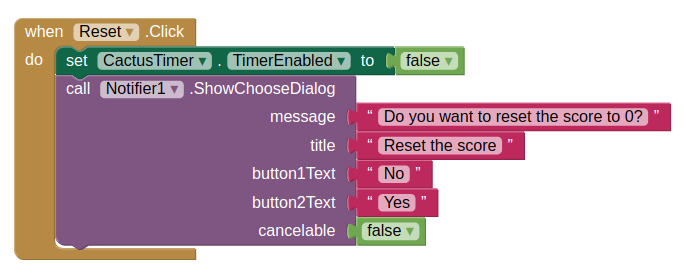 when Reset .Click
do set CactusTimer . TimerEnabled to false
call Notifier1 .ShowChooseDialog
message “ Do you want to reset the score to 0? ”
title “ Reset the score ”
button1Text “ No ”
button2Text “ Yes ”
cancelable false